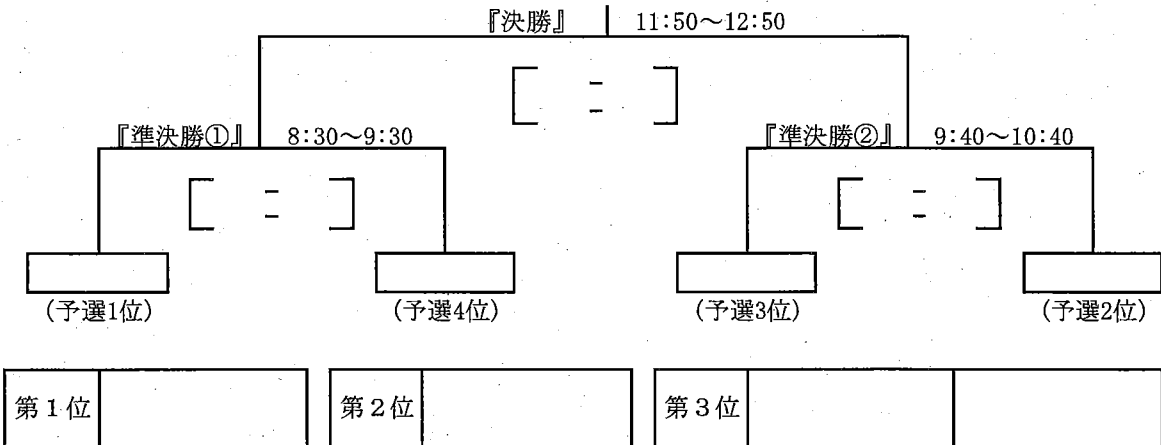 『決勝』 11:50～12:50
- 
- 
『準決勝①』 8:30～9:30 『準決勝②』 9:40～10:40
- -
- -
(予選1位) (予選4位) (予選3位) (予選2位)
第1位 第2位 第3位